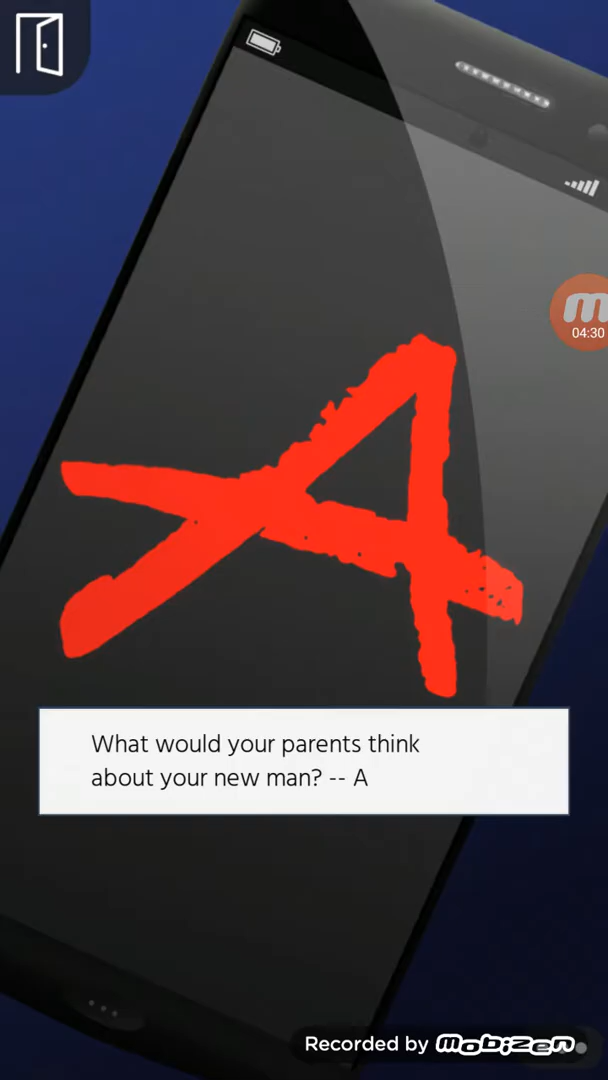 m
04:30
A
What would your parents think
about your new man? -- A
Recorded by mobizen